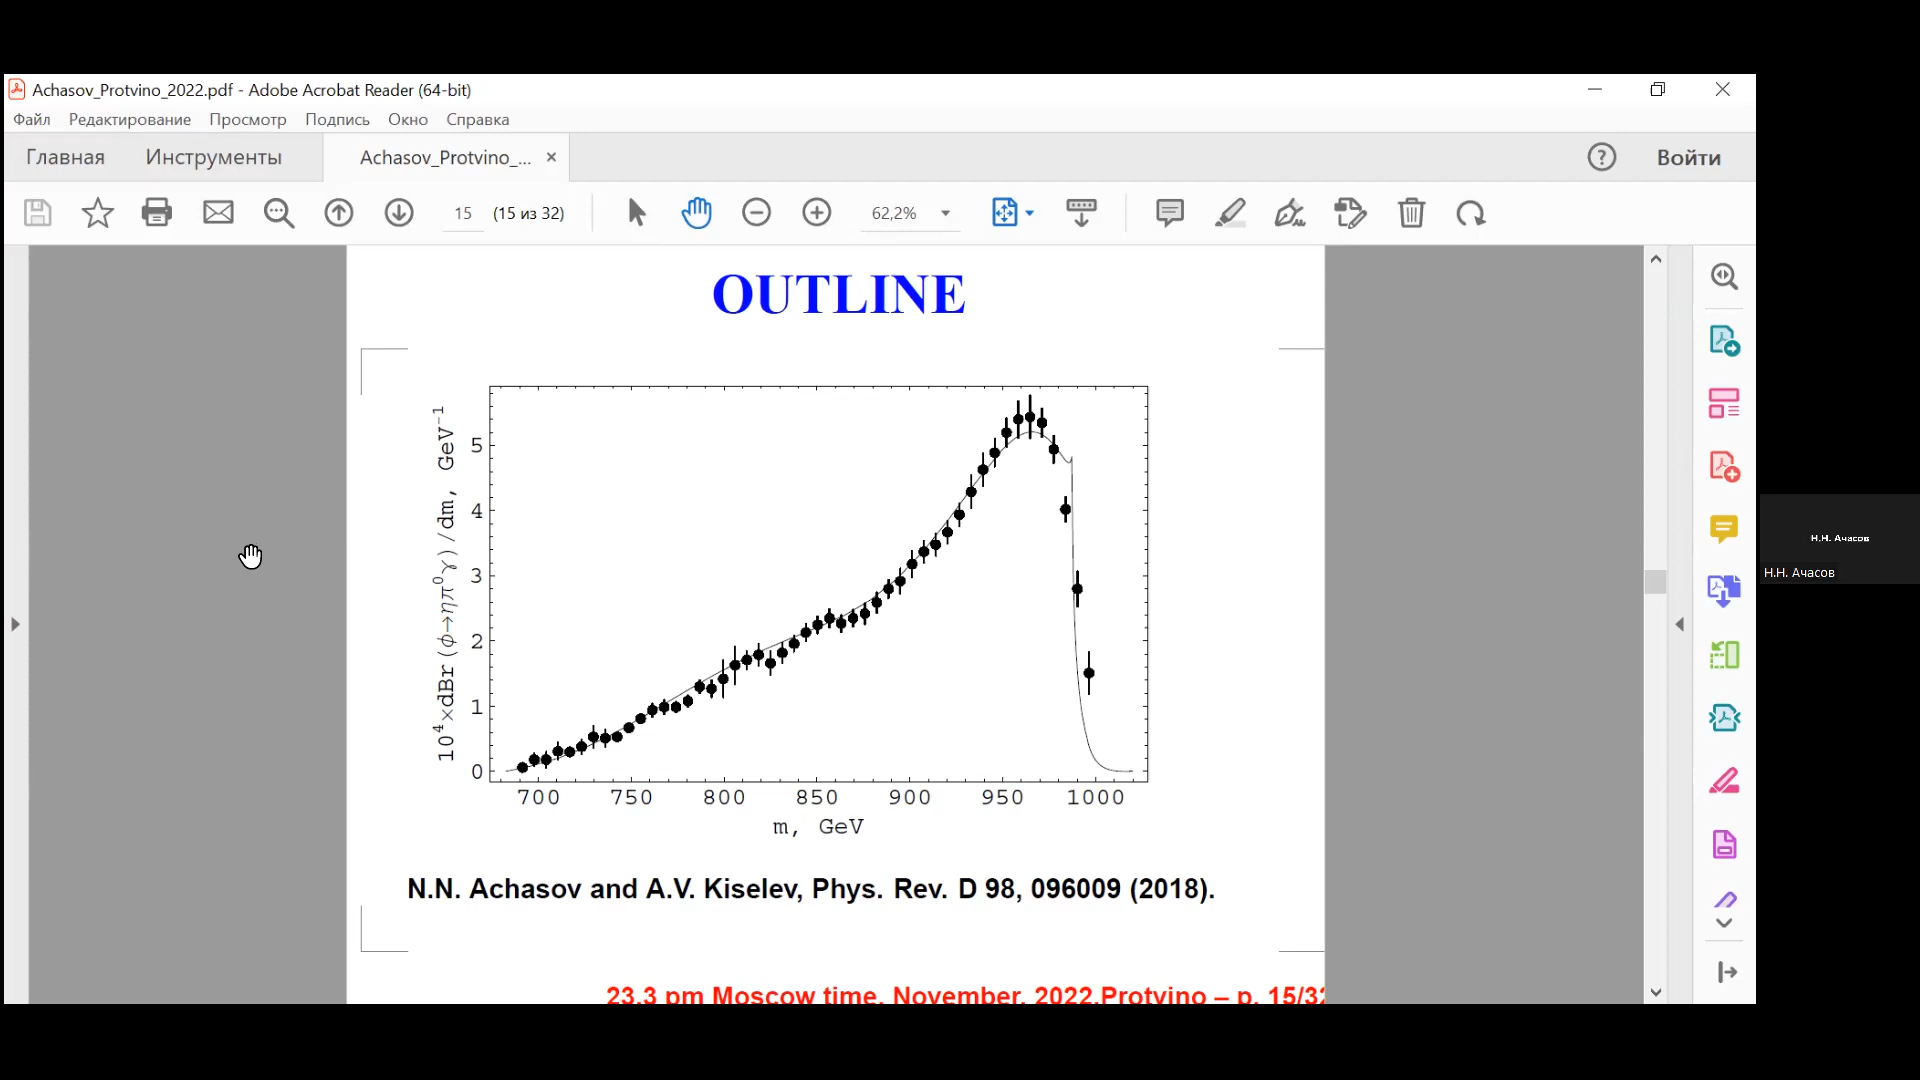 Achasov_Protvino_2022.pdf - Adobe Acrobat Reader (64-bit)
Файл Редактирование Просмотр Подпись Окно Справка
Главная Инструменты Achasov_Protvino_... × Войти
15 (15 из 32) 62,2%
OUTLINE
10⁴×dBr(ϕ→ηπ⁰γ)/dm, GeV⁻¹
5
4
3
2
1
0
700 750 800 850 900 950 1000
m, GeV
N.N. Achasov and A.V. Kiselev, Phys. Rev. D 98, 096009 (2018).
23.3 pm Moscow time, November, 2022,Protvino – p. 15/32
Н.Н. Ачасов
Н.Н. Ачасов